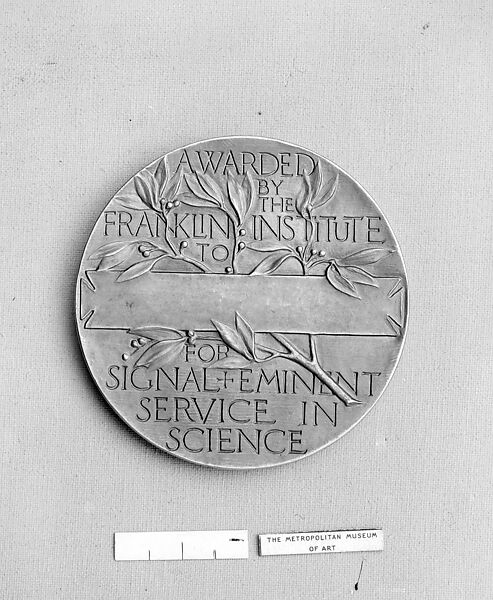 AWARDED
BY
THE
FRANKLIN INSTITUTE
TO
FOR
SIGNAL + EMINENT
SERVICE IN
SCIENCE
THE METROPOLITAN MUSEUM
OF ART